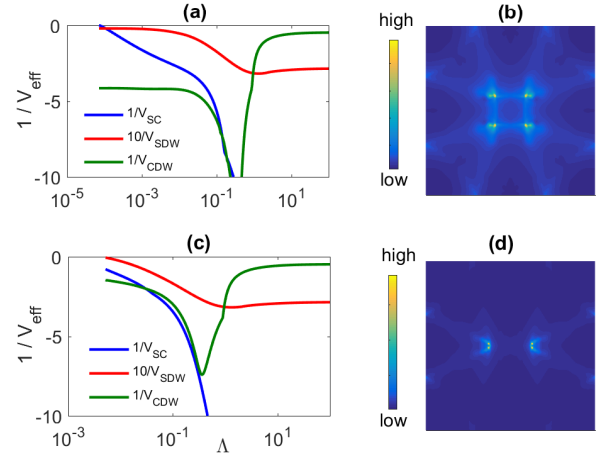 (a)
(b)
1 / V_eff
0
-5
-10
1/V_SC
10/V_SDW
1/V_CDW
10^-5
10^-3
10^-1
10^1
high
low
(c)
(d)
1 / V_eff
0
-5
-10
1/V_SC
10/V_SDW
1/V_CDW
10^-3
10^-1
10^1
Λ
high
low